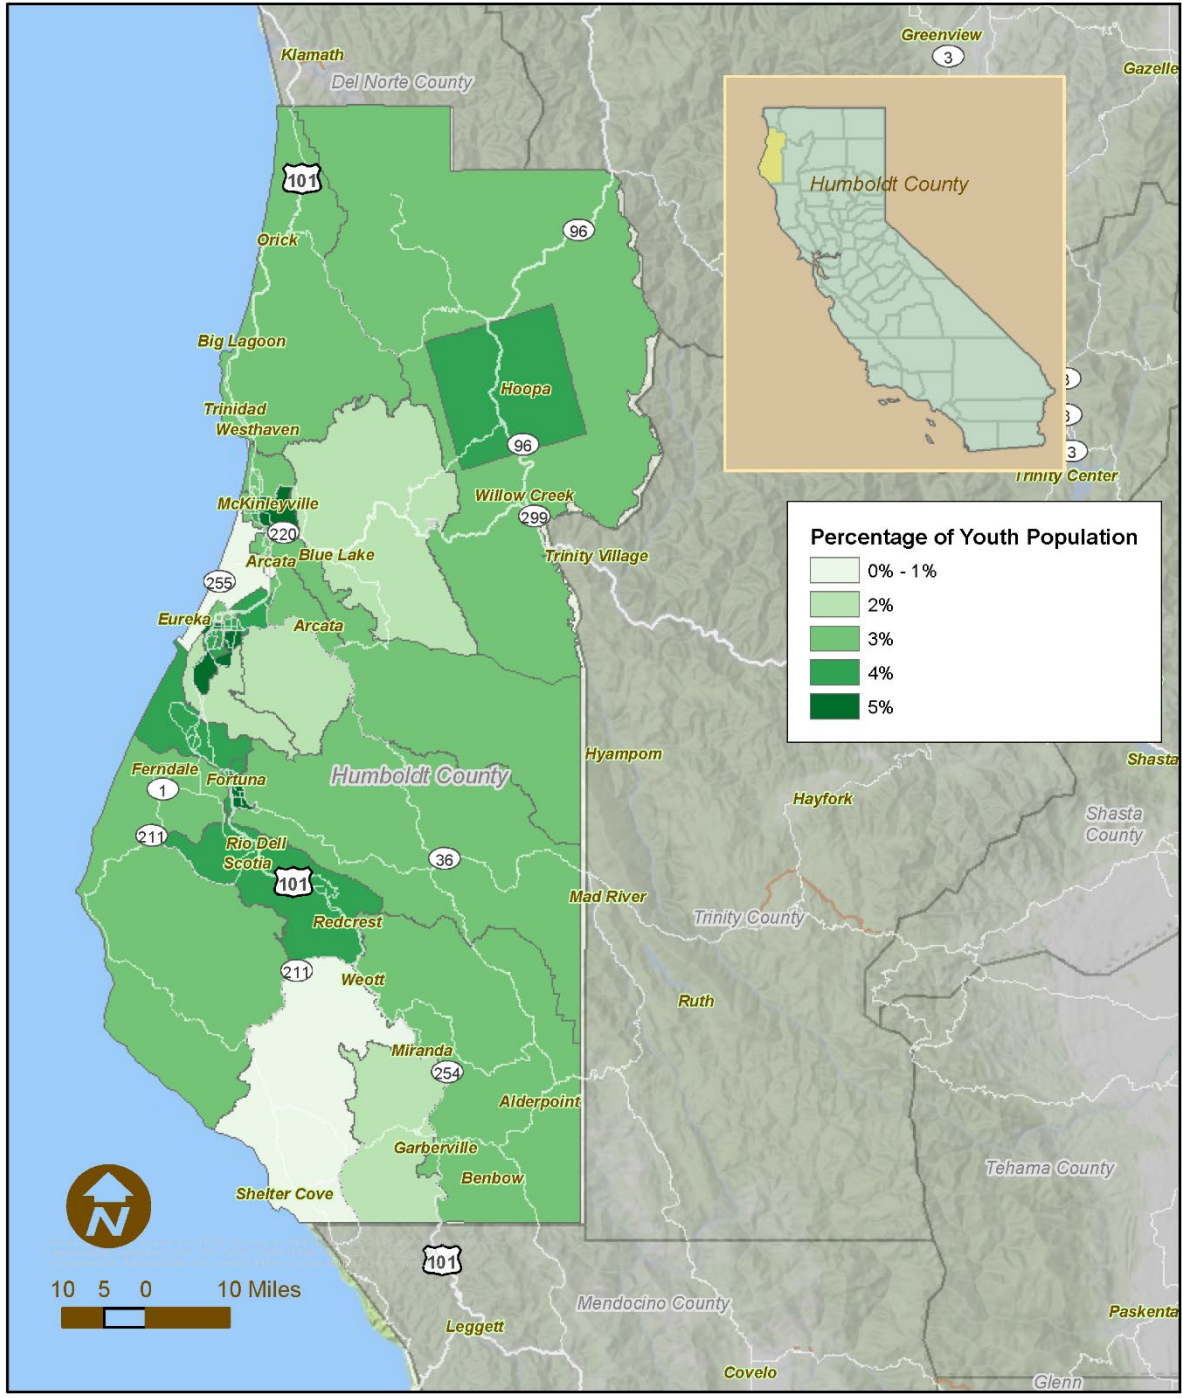 Klamath
Del Norte County
Greenview
3
Gazelle
101
Humboldt County
96
Orick
Big Lagoon
Hoopa
3
3
Trinidad
Westhaven
96
3
Trinity Center
McKinleyville
Willow Creek
299
220
Percentage of Youth Population
0% - 1%
2%
3%
4%
5%
Arcata
Blue Lake
Trinity Village
255
Eureka
Arcata
Hyampom
Shasta
Ferndale
Fortuna
Humboldt County
1
Hayfork
Shasta
County
211
Rio Dell
Scotia
36
101
Mad River
Redcrest
Trinity County
211
Weott
Ruth
Miranda
254
Alderpoint
Garberville
Benbow
Tehama County
Shelter Cove
N
101
10 5 0 10 Miles
Mendocino County
Leggett
Paskenta
Covelo
Glenn